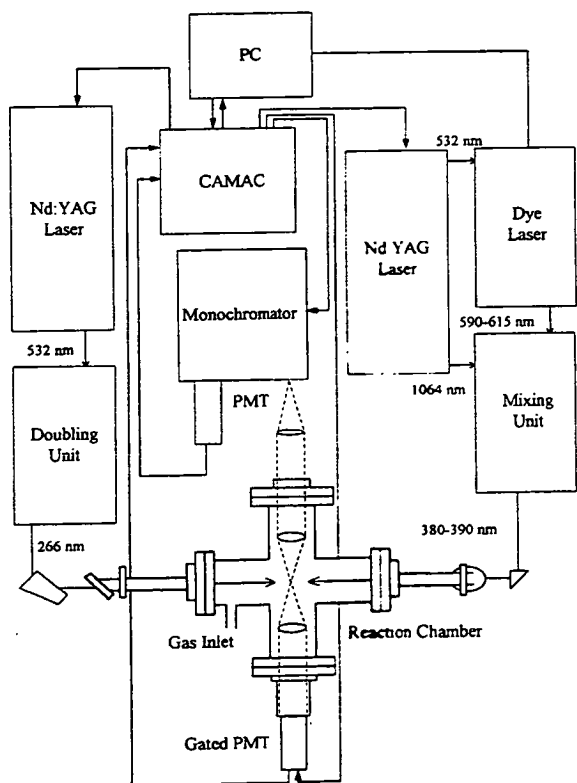 PC
CAMAC
532 nm
Nd:YAG
Laser
Nd YAG
Laser
Dye
Laser
Monochromator
590-615 nm
532 nm
1064 nm
PMT
Doubling
Unit
Mixing
Unit
266 nm
380-390 nm
Gas Inlet
Reaction Chamber
Gated PMT